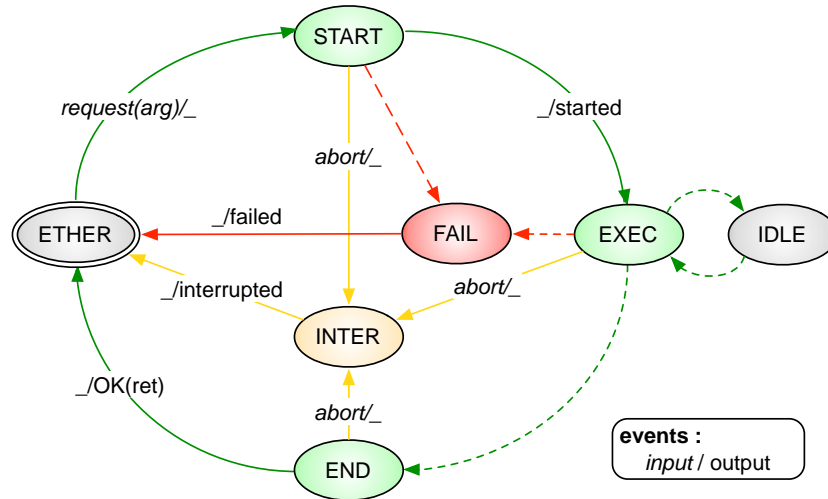 START
request(arg)/_
_/started
abort/_
_/failed
ETHER
FAIL
EXEC
IDLE
_/interrupted
abort/_
INTER
_/OK(ret)
abort/_
END
events :
input / output